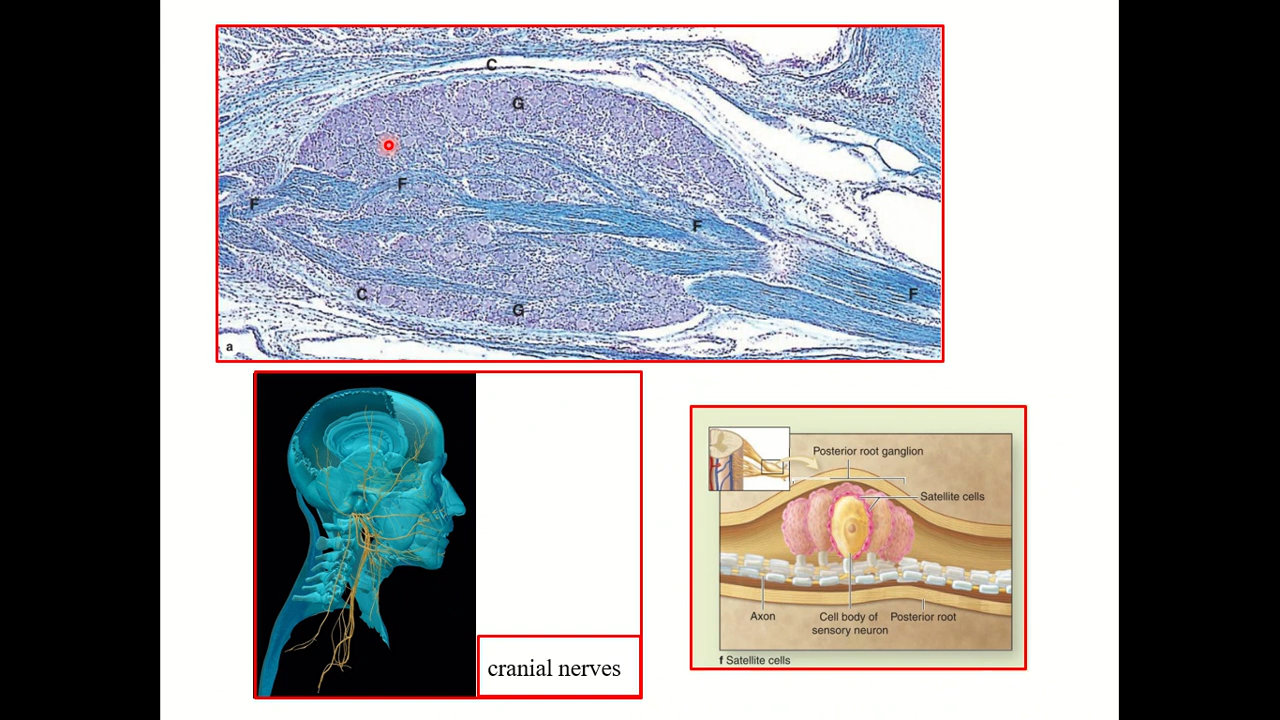 C
G
F
F
F
C
F
G
a
cranial nerves
Posterior root ganglion
Satellite cells
Axon
Cell body of
sensory neuron
Posterior root
f Satellite cells